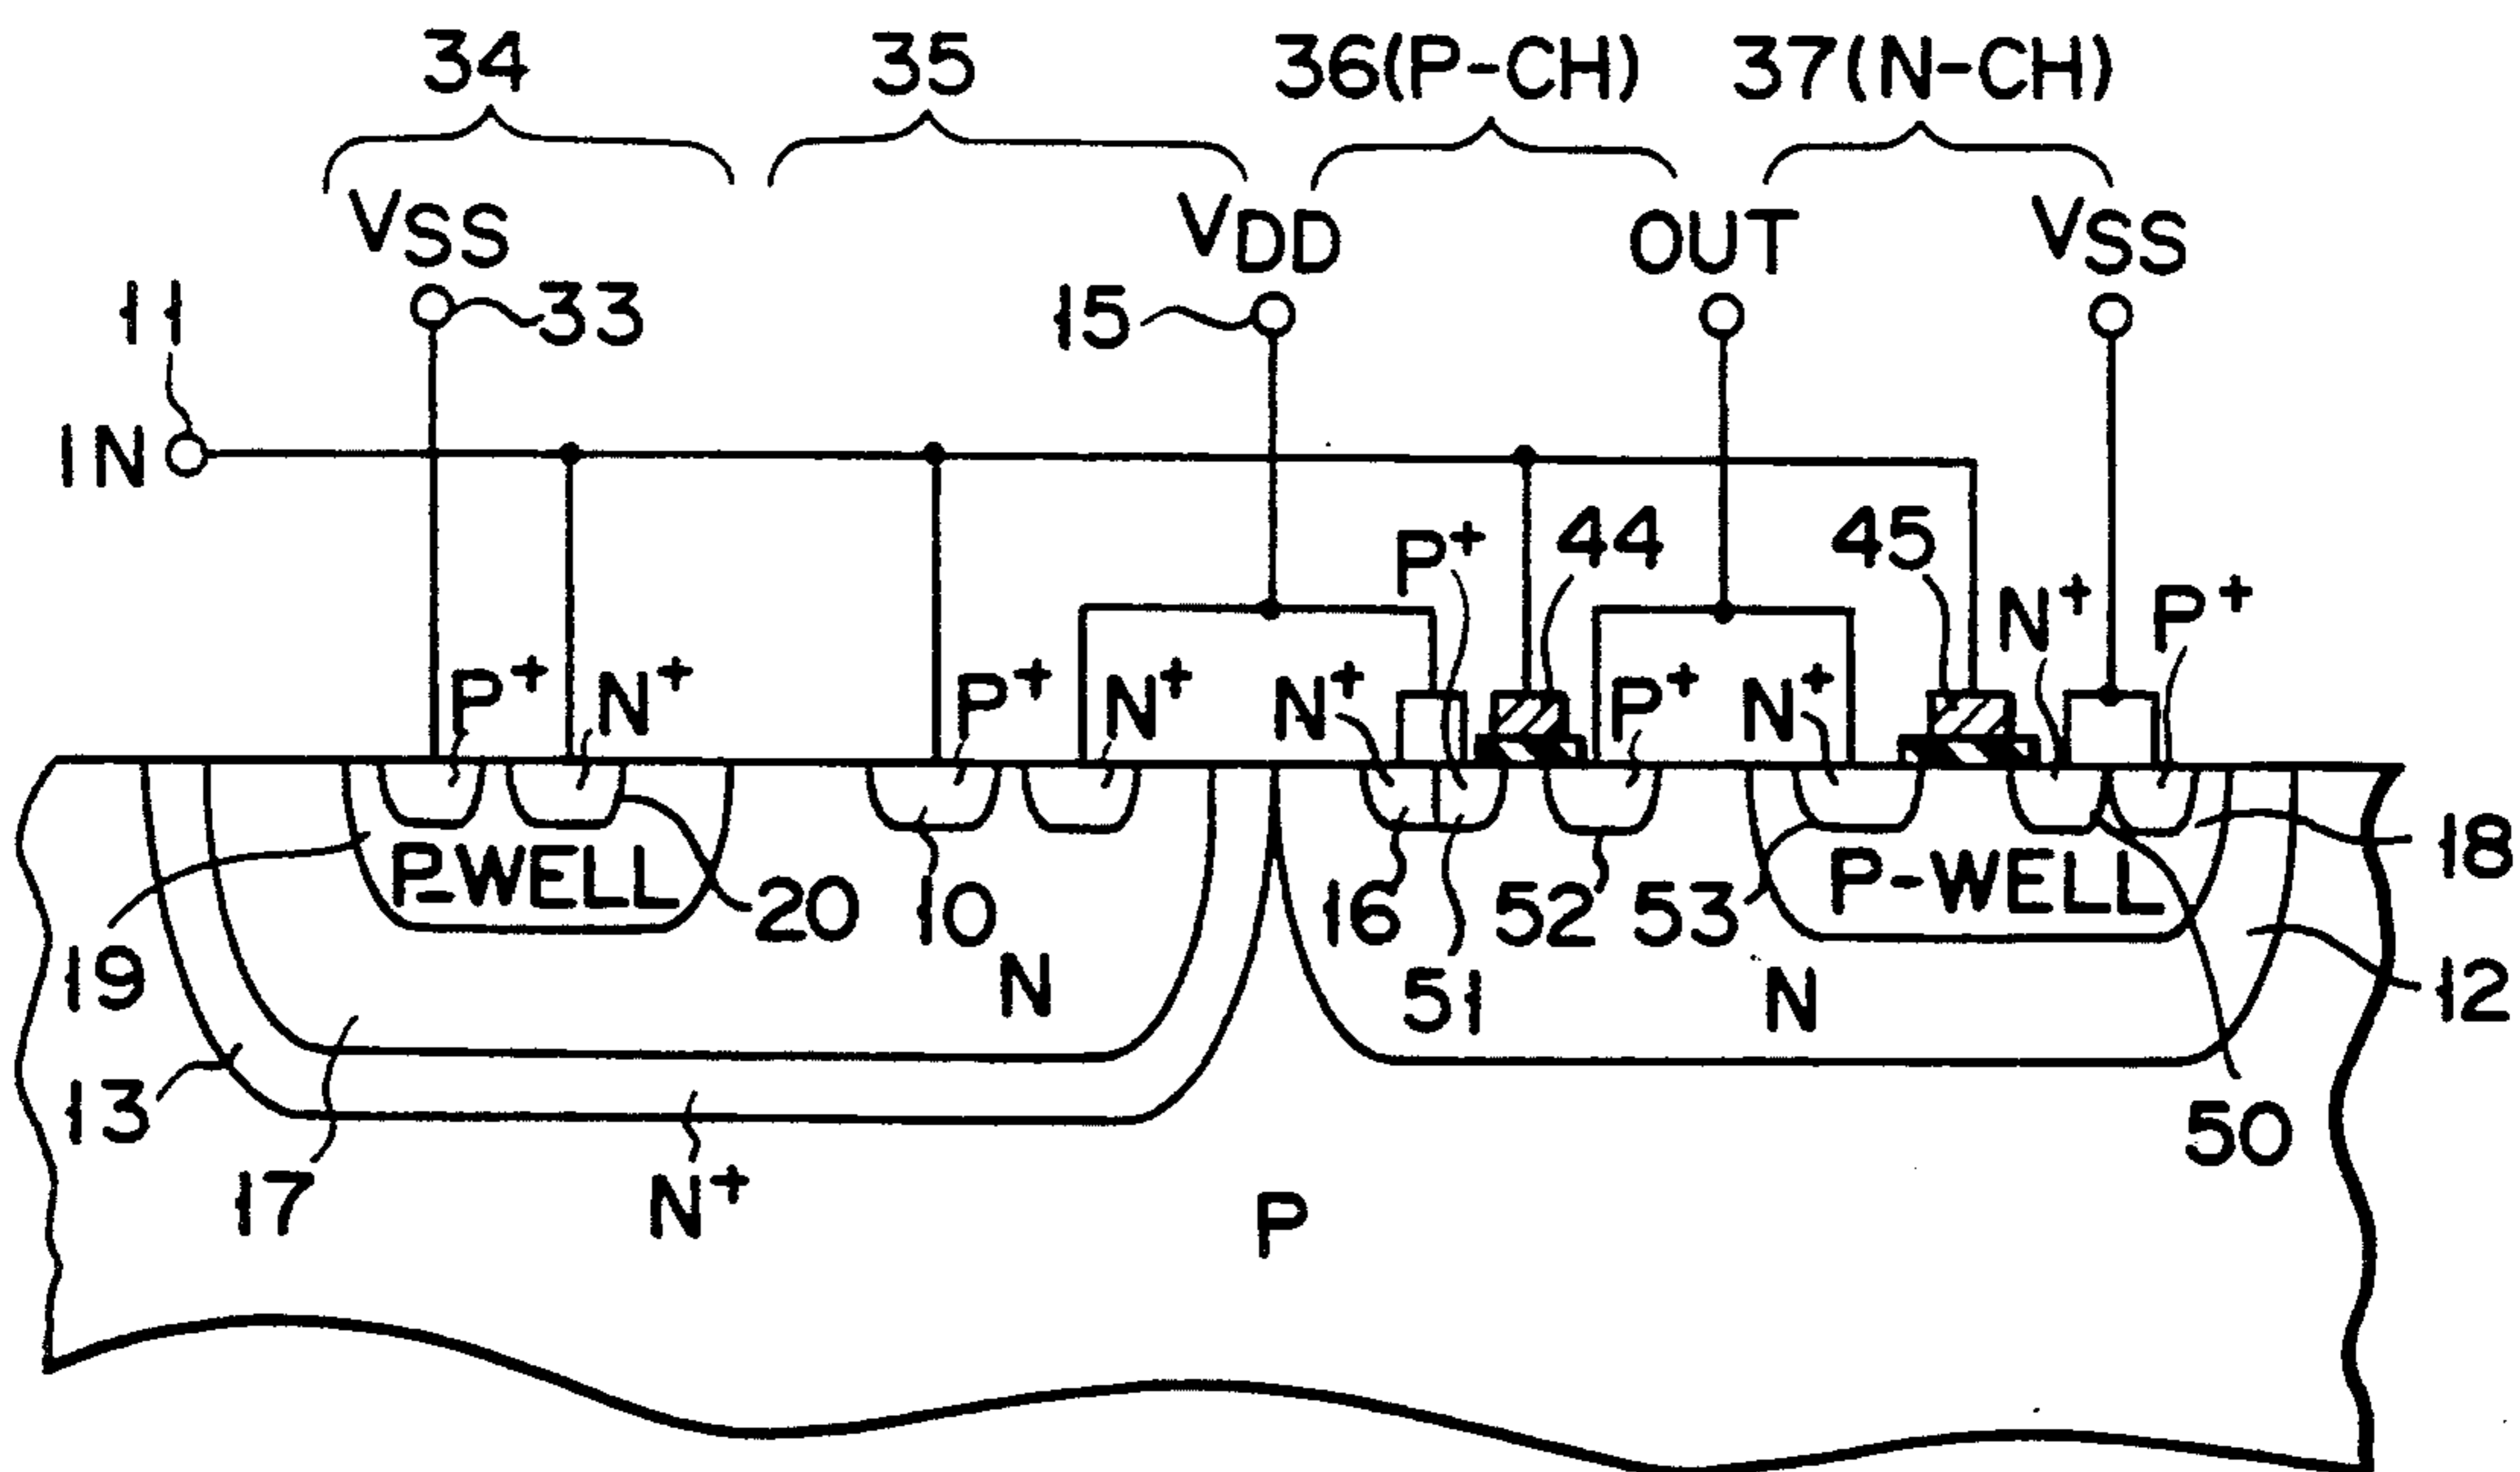 34 35 36(P-CH) 37(N-CH)
VSS VDD OUT VSS
11 33 15
IN
P+ 44 45
N+ P+
P+ N+ P+ N+ N+ P+ N+
P-WELL P-WELL 18
19 20 10 16 52 53
N 51 N 12
13 50
17 N+ P